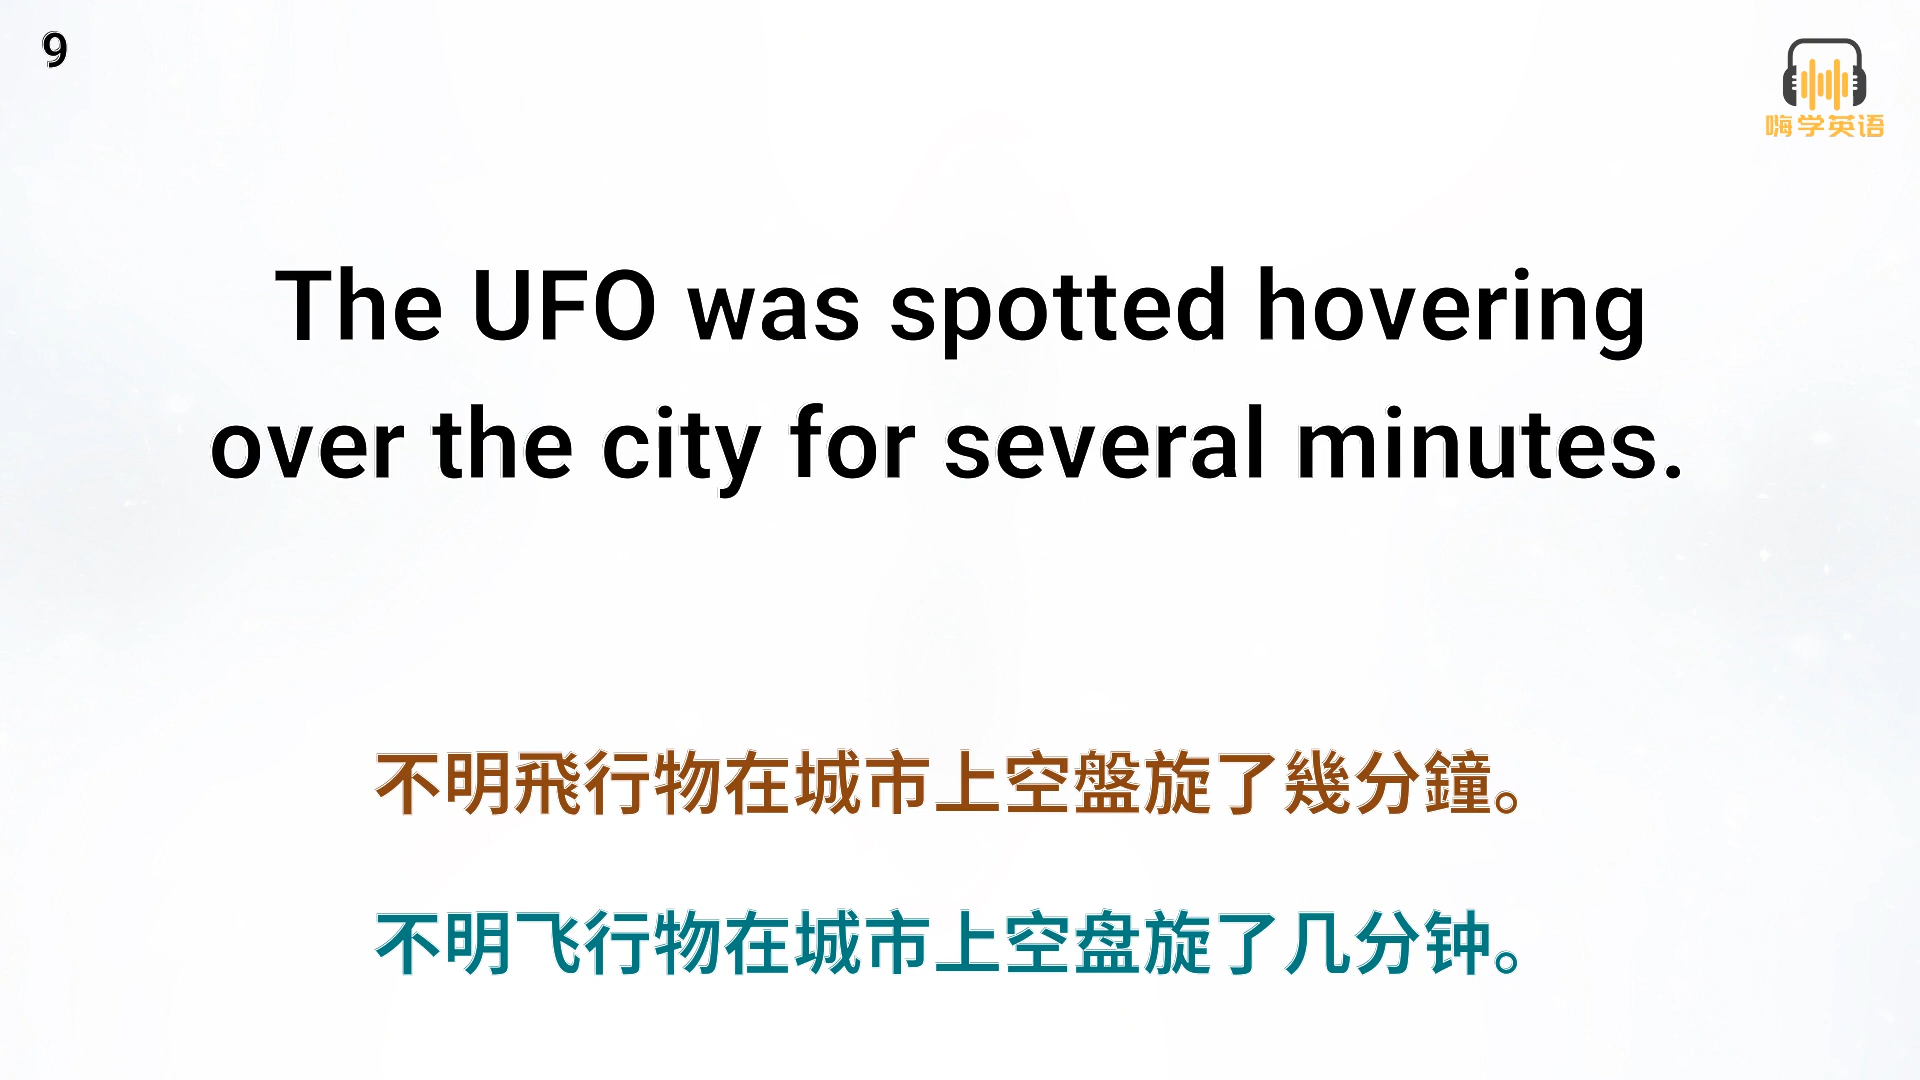 9
嗨学英语
The UFO was spotted hovering
over the city for several minutes.
不明飛行物在城市上空盤旋了幾分鐘。
不明飞行物在城市上空盘旋了几分钟。